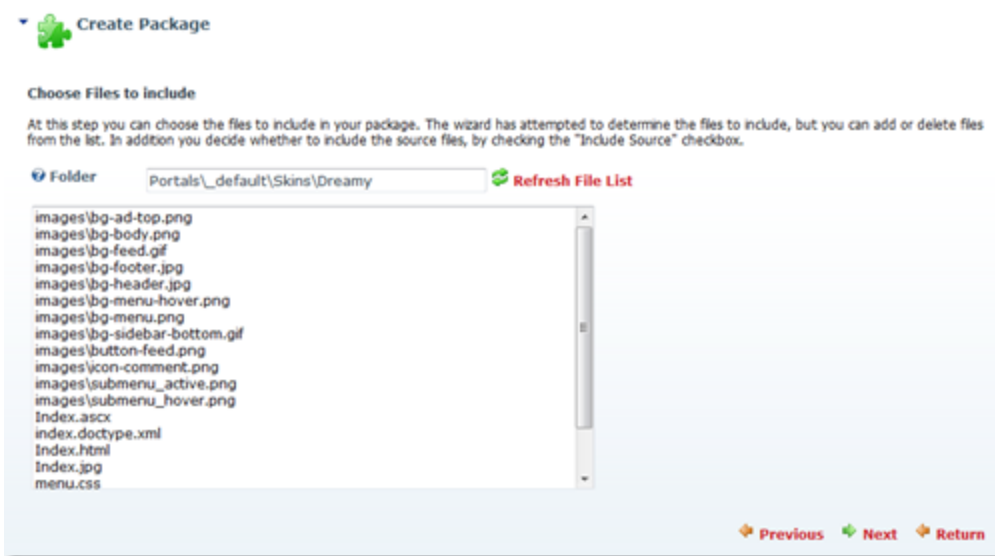 Create Package
Choose Files to include
At this step you can choose the files to include in your package. The wizard has attempted to determine the files to include, but you can add or delete files
from the list. In addition you decide whether to include the source files, by checking the "Include Source" checkbox.
Folder Portals\_default\Skins\Dreamy Refresh File List
images\bg-ad-top.png
images\bg-body.png
images\bg-feed.gif
images\bg-footer.jpg
images\bg-header.jpg
images\bg-menu-hover.png
images\bg-menu.png
images\bg-sidebar-bottom.gif
images\button-feed.png
images\icon-comment.png
images\submenu_active.png
images\submenu_hover.png
Index.ascx
index.doctype.xml
Index.html
Index.jpg
menu.css
Previous Next Return